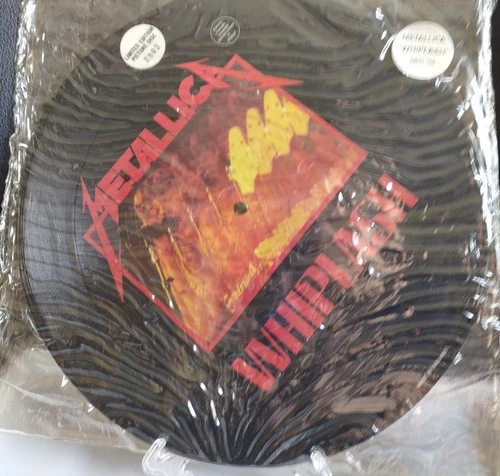 LIMITED EDITION
PICTURE DISC
METALLICA
WHIPLASH
METALLICA
WHIPLASH